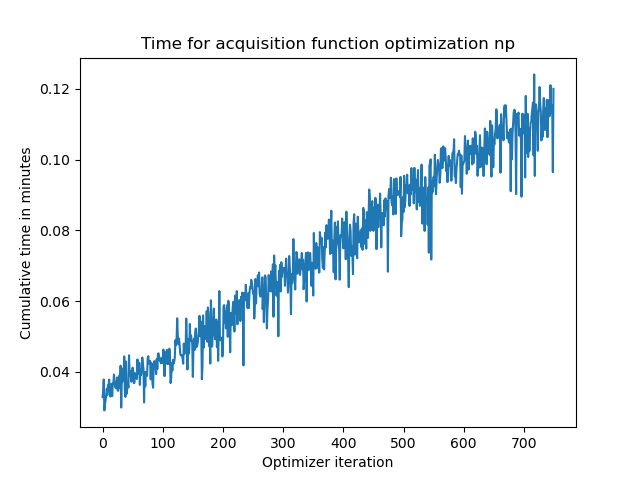 Time for acquisition function optimization np
0.12
0.10
0.08
0.06
0.04
Cumulative time in minutes
0 100 200 300 400 500 600 700
Optimizer iteration